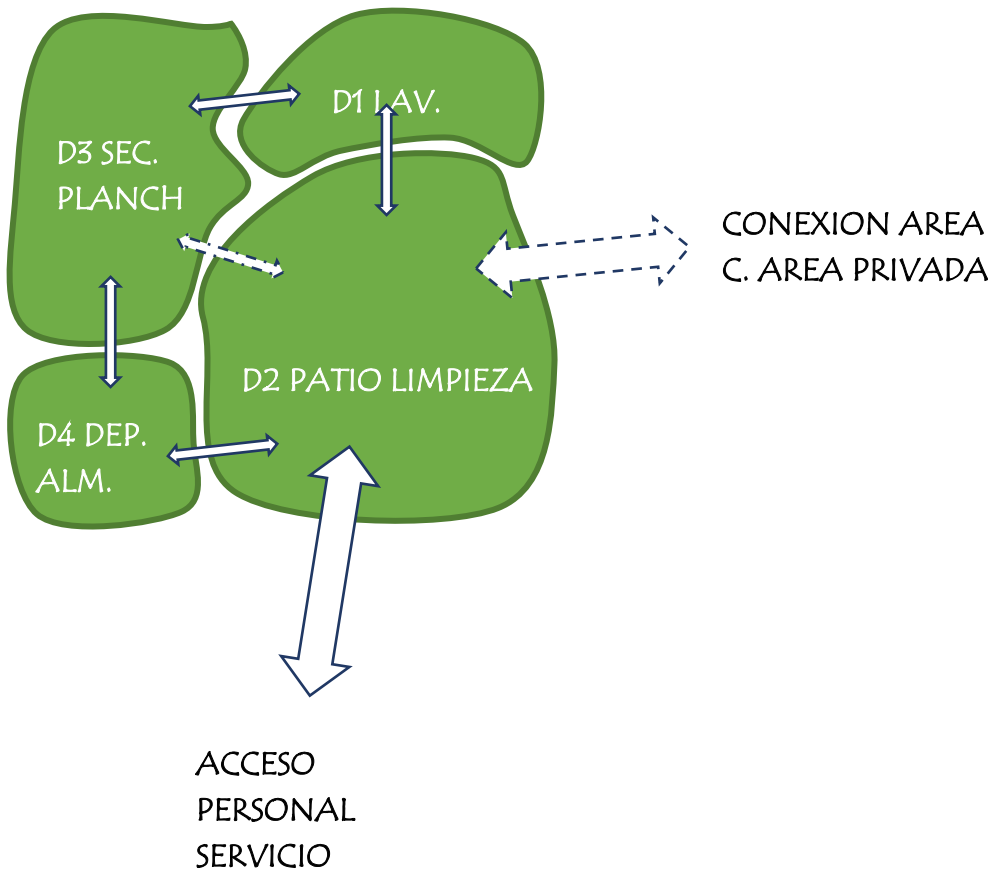 D1 LAV.
D3 SEC.
PLANCH
CONEXION AREA
C. AREA PRIVADA
D2 PATIO LIMPIEZA
D4 DEP.
ALM.
ACCESO
PERSONAL
SERVICIO